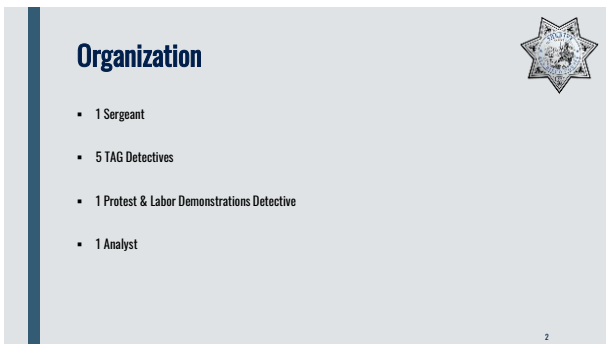 Organization
▪ 1 Sergeant
▪ 5 TAG Detectives
▪ 1 Protest & Labor Demonstrations Detective
▪ 1 Analyst
2